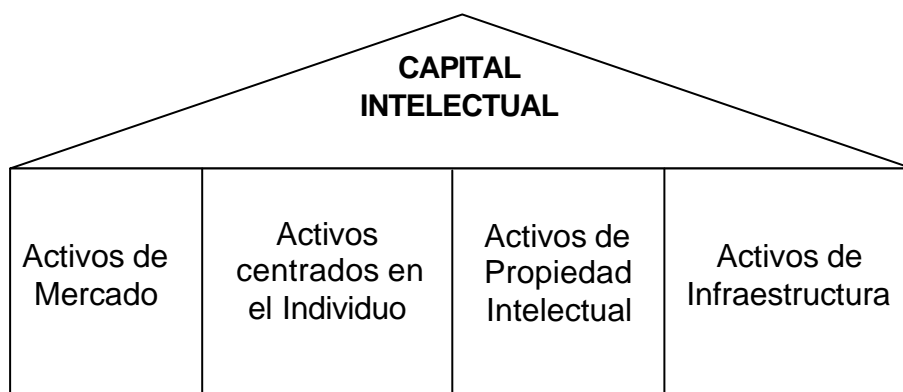 CAPITAL
INTELECTUAL
Activos de
Mercado
Activos
centrados en
el Individuo
Activos de
Propiedad
Intelectual
Activos de
Infraestructura